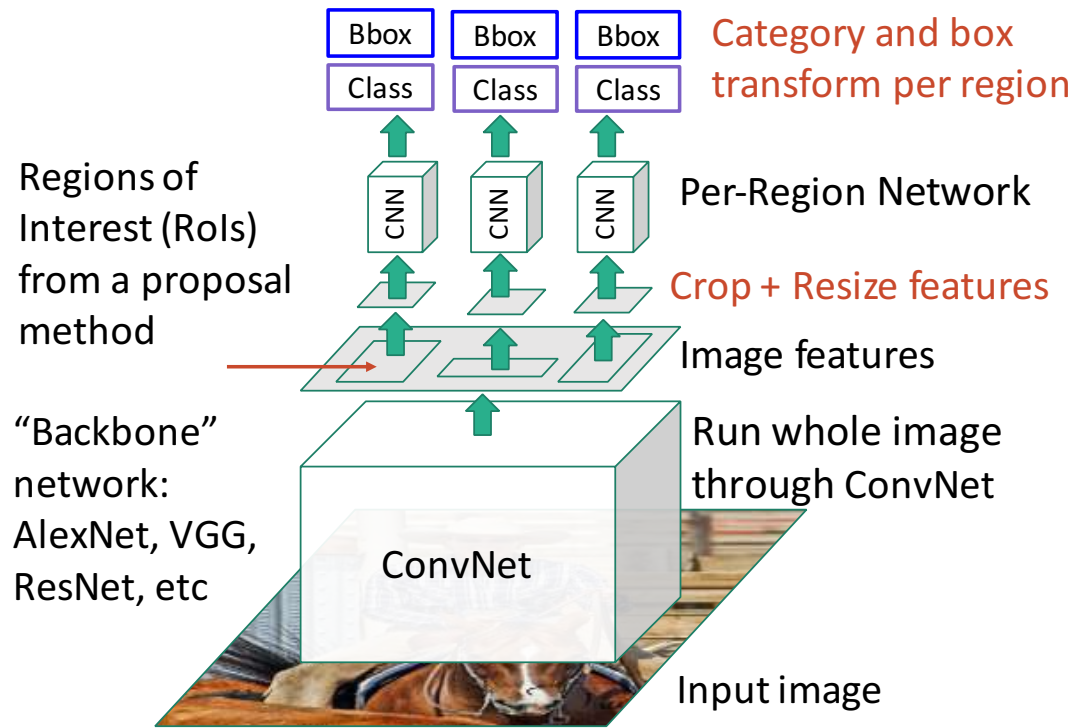 Bbox
Bbox
Bbox
Category and box
transform per region
Class
Class
Class
Regions of
Interest (RoIs)
from a proposal
method
CNN
CNN
CNN
Per-Region Network
Crop + Resize features
Image features
“Backbone”
network:
AlexNet, VGG,
ResNet, etc
Run whole image
through ConvNet
ConvNet
Input image